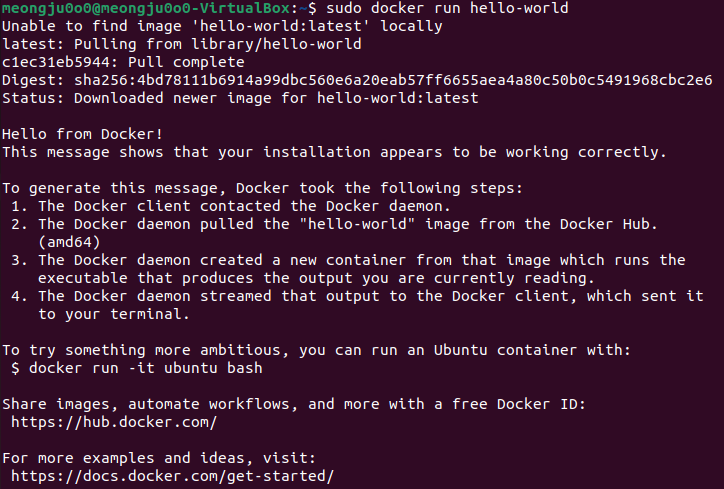 meongju0o0@meongju0o0-VirtualBox:~$ sudo docker run hello-world
Unable to find image 'hello-world:latest' locally
latest: Pulling from library/hello-world
c1ec31eb5944: Pull complete
Digest: sha256:4bd78111b6914a99dbc560e6a20eab57ff6655aea4a80c50b0c5491968cbc2e6
Status: Downloaded newer image for hello-world:latest
Hello from Docker!
This message shows that your installation appears to be working correctly.
To generate this message, Docker took the following steps:
1. The Docker client contacted the Docker daemon.
2. The Docker daemon pulled the "hello-world" image from the Docker Hub.
(amd64)
3. The Docker daemon created a new container from that image which runs the
executable that produces the output you are currently reading.
4. The Docker daemon streamed that output to the Docker client, which sent it
to your terminal.
To try something more ambitious, you can run an Ubuntu container with:
$ docker run -it ubuntu bash
Share images, automate workflows, and more with a free Docker ID:
https://hub.docker.com/
For more examples and ideas, visit:
https://docs.docker.com/get-started/